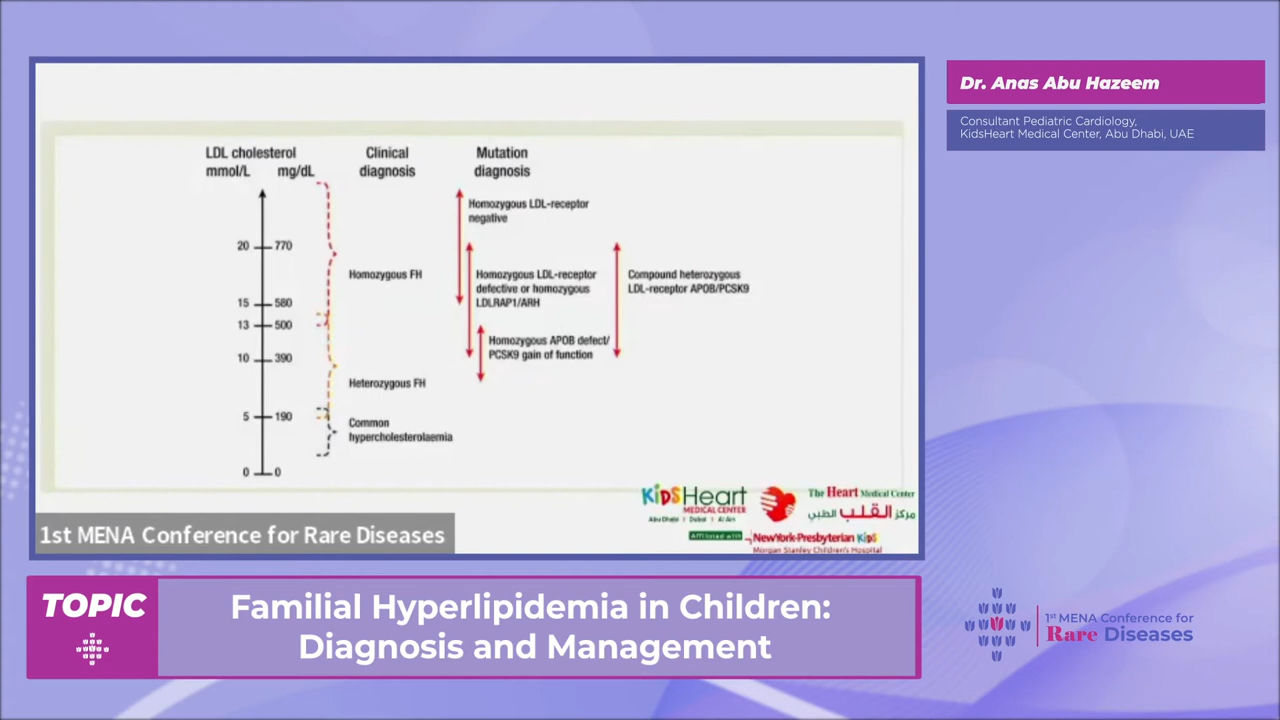 Dr. Anas Abu Hazeem
Consultant Pediatric Cardiology,
KidsHeart Medical Center, Abu Dhabi, UAE
LDL cholesterol
mmol/L mg/dL
Clinical
diagnosis
Mutation
diagnosis
20 770
15 580
13 500
10 390
5 190
0 0
Homozygous FH
Heterozygous FH
Common
hypercholesterolaemia
Homozygous LDL-receptor
negative
Homozygous LDL-receptor
defective or homozygous
LDLRAP1/ARH
Homozygous APOB defect/
PCSK9 gain of function
Compound heterozygous
LDL-receptor APOB/PCSK9
KiDSHeart
MEDICAL CENTER
Abu Dhabi | Dubai | Al Ain
The Heart Medical Center
مركز القلب الطبي
Affiliated with
NewYork-Presbyterian Kids
Morgan Stanley Children's Hospital
1st MENA Conference for Rare Diseases
TOPIC
Familial Hyperlipidemia in Children:
Diagnosis and Management
1st MENA Conference for
Rare Diseases